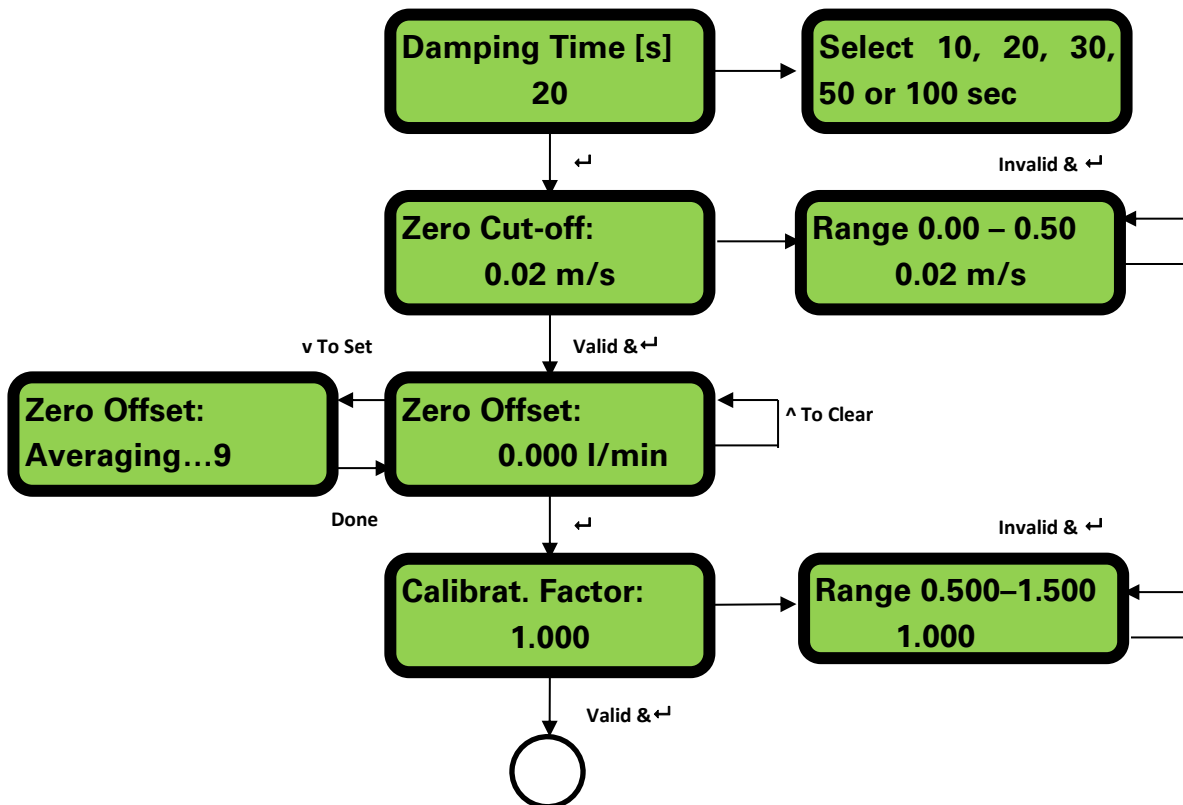 Damping Time [s]
20
Select 10, 20, 30,
50 or 100 sec
↵
Invalid & ↵
Zero Cut-off:
0.02 m/s
Range 0.00 – 0.50
0.02 m/s
v To Set
Valid &↵
Zero Offset:
Averaging...9
Zero Offset:
0.000 l/min
^ To Clear
Done
↵
Invalid & ↵
Calibrat. Factor:
1.000
Range 0.500–1.500
1.000
Valid &↵